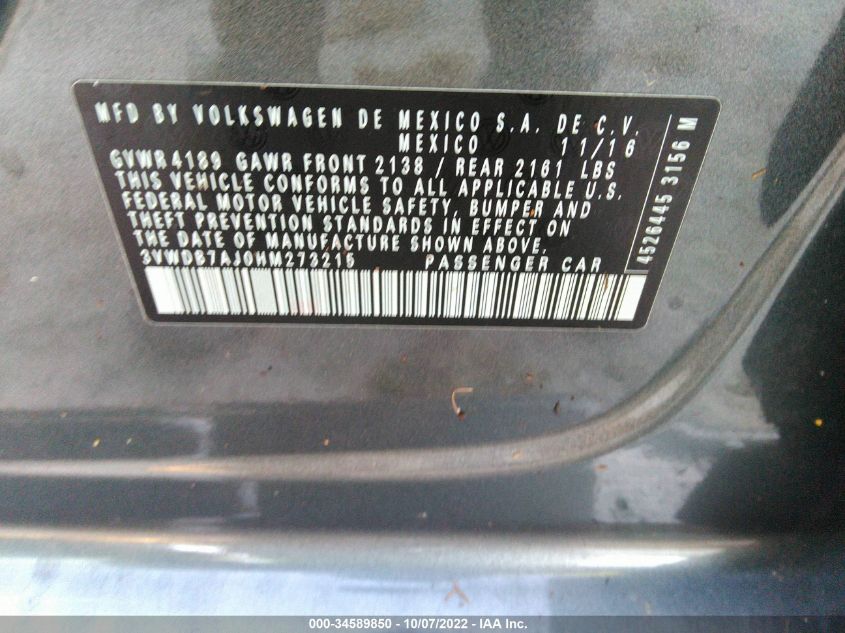 MFD BY VOLKSWAGEN DE MEXICO S.A. DE C.V.
MEXICO 11/16
GVWR 4189 GAWR FRONT 2138 / REAR 2161 LBS
THIS VEHICLE CONFORMS TO ALL APPLICABLE U.S.
FEDERAL MOTOR VEHICLE SAFETY, BUMPER AND
THEFT PREVENTION STANDARDS IN EFFECT ON
THE DATE OF MANUFACTURE SHOWN ABOVE.
3VWDB7AJ0HM273215 PASSENGER CAR
4526445 3156 M
000-34589850 - 10/07/2022 - IAA Inc.